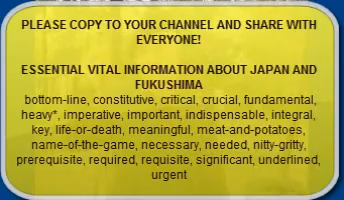 PLEASE COPY TO YOUR CHANNEL AND SHARE WITH
EVERYONE!
ESSENTIAL VITAL INFORMATION ABOUT JAPAN AND
FUKUSHIMA
bottom-line, constitutive, critical, crucial, fundamental,
heavy*, imperative, important, indispensable, integral,
key, life-or-death, meaningful, meat-and-potatoes,
name-of-the-game, necessary, needed, nitty-gritty,
prerequisite, required, requisite, significant, underlined,
urgent